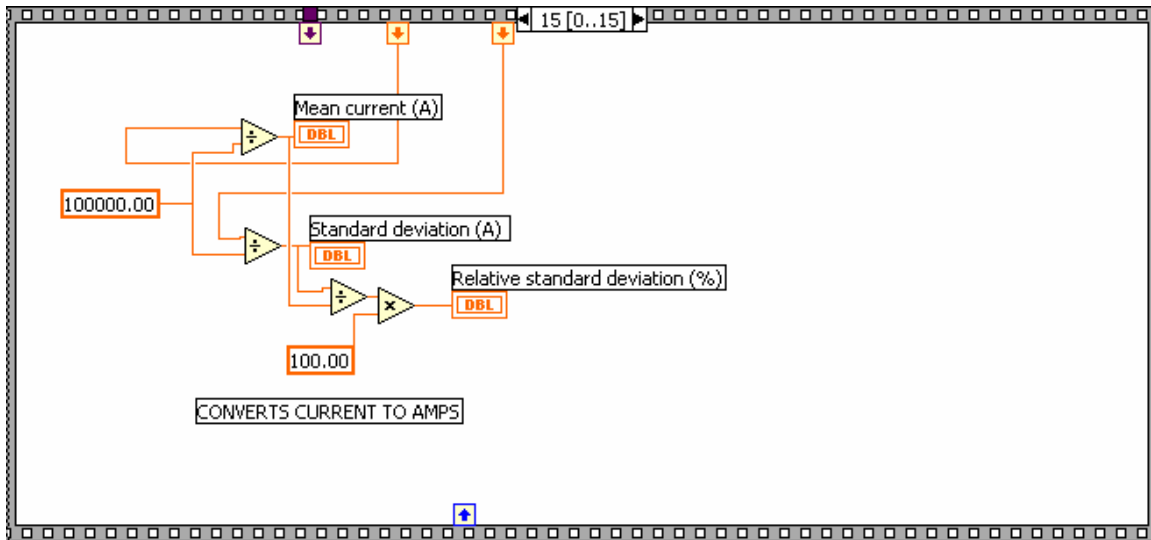 15 [0..15]
Mean current (A)
DBL
100000.00
Standard deviation (A)
DBL
Relative standard deviation (%)
DBL
100.00
CONVERTS CURRENT TO AMPS